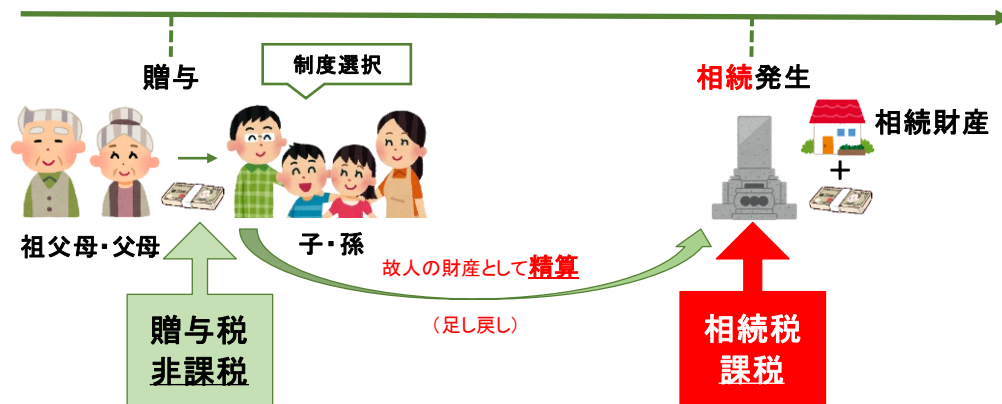 制度選択
贈与
相続発生
相続財産
＋
祖父母・父母
子・孫
故人の財産として精算
（足し戻し）
贈与税
非課税
相続税
課税